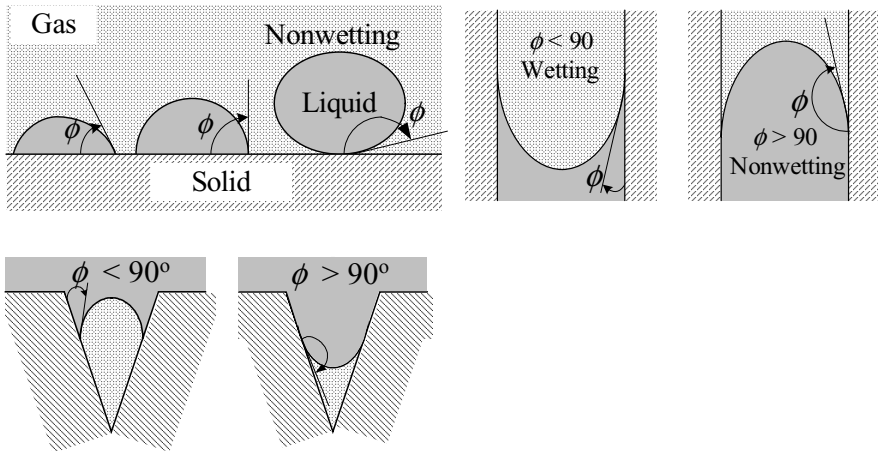 Gas
Nonwetting
Liquid
ϕ
ϕ
ϕ
Solid
ϕ < 90
Wetting
ϕ
ϕ
ϕ > 90
Nonwetting
ϕ < 90º
ϕ > 90º